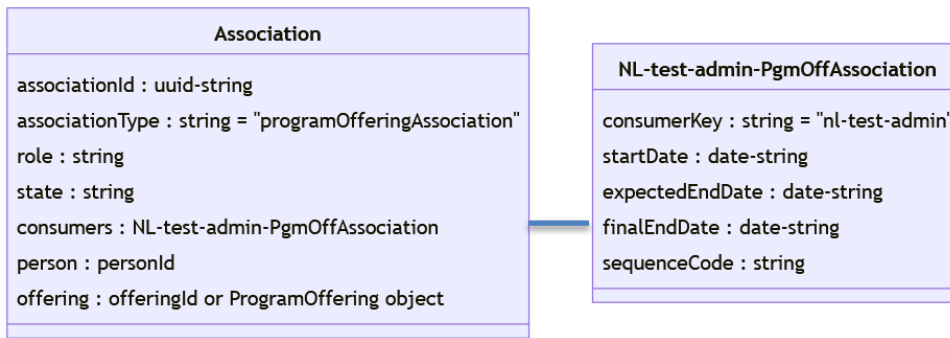 Association
associationId : uuid-string
associationType : string = "programOfferingAssociation"
role : string
state : string
consumers : NL-test-admin-PgmOffAssociation
person : personId
offering : offeringId or ProgramOffering object
NL-test-admin-PgmOffAssociation
consumerKey : string = "nl-test-admin"
startDate : date-string
expectedEndDate : date-string
finalEndDate : date-string
sequenceCode : string